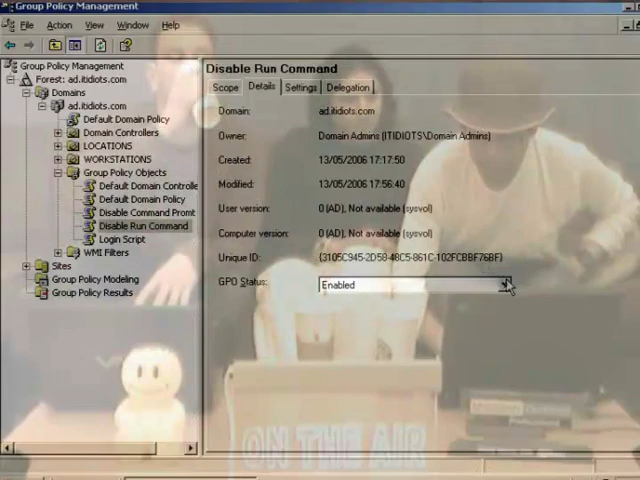 Group Policy Management
File Action View Window Help
Group Policy Management
Forest: ad.itidiots.com
Domains
ad.itidiots.com
Default Domain Policy
Domain Controllers
LOCATIONS
WORKSTATIONS
Group Policy Objects
Default Domain Controlle
Default Domain Policy
Disable Command Promt
Disable Run Command
Login Script
WMI Filters
Sites
Group Policy Modeling
Group Policy Results
Disable Run Command
Scope Details Settings Delegation
Domain: ad.itidiots.com
Owner: Domain Admins (ITIDIOTS\Domain Admins)
Created: 13/05/2006 17:17:50
Modified: 13/05/2006 17:56:40
User version: 0 (AD), Not available (sysvol)
Computer version: 0 (AD), Not available (sysvol)
Unique ID: {3105C945-2D58-48C5-861C-102FCBBF76BF}
GPO Status: Enabled
ON THE AIR